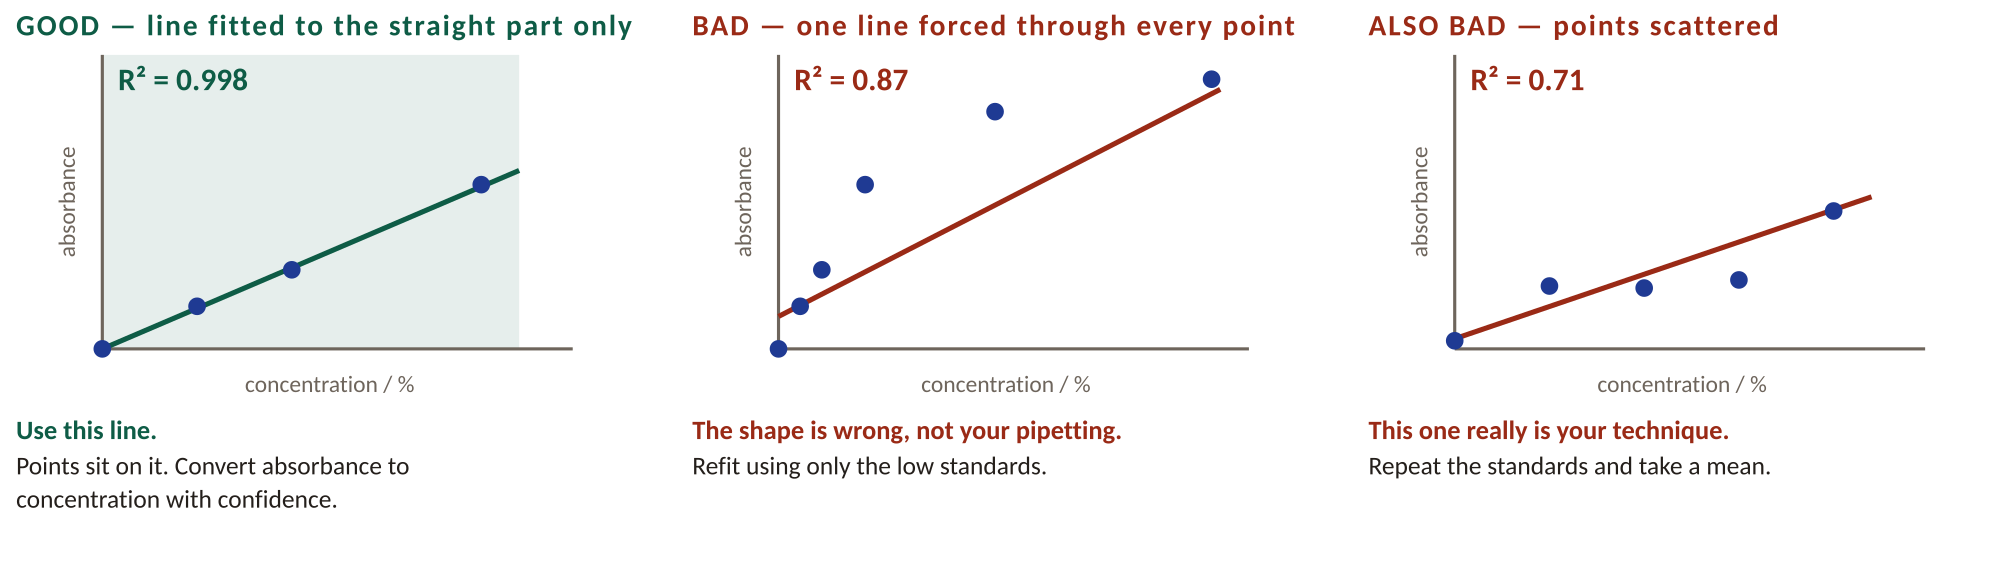 GOOD — line fitted to the straight part only
R² = 0.998
absorbance
concentration / %
Use this line.
Points sit on it. Convert absorbance to
concentration with confidence.
BAD — one line forced through every point
R² = 0.87
absorbance
concentration / %
The shape is wrong, not your pipetting.
Refit using only the low standards.
ALSO BAD — points scattered
R² = 0.71
absorbance
concentration / %
This one really is your technique.
Repeat the standards and take a mean.